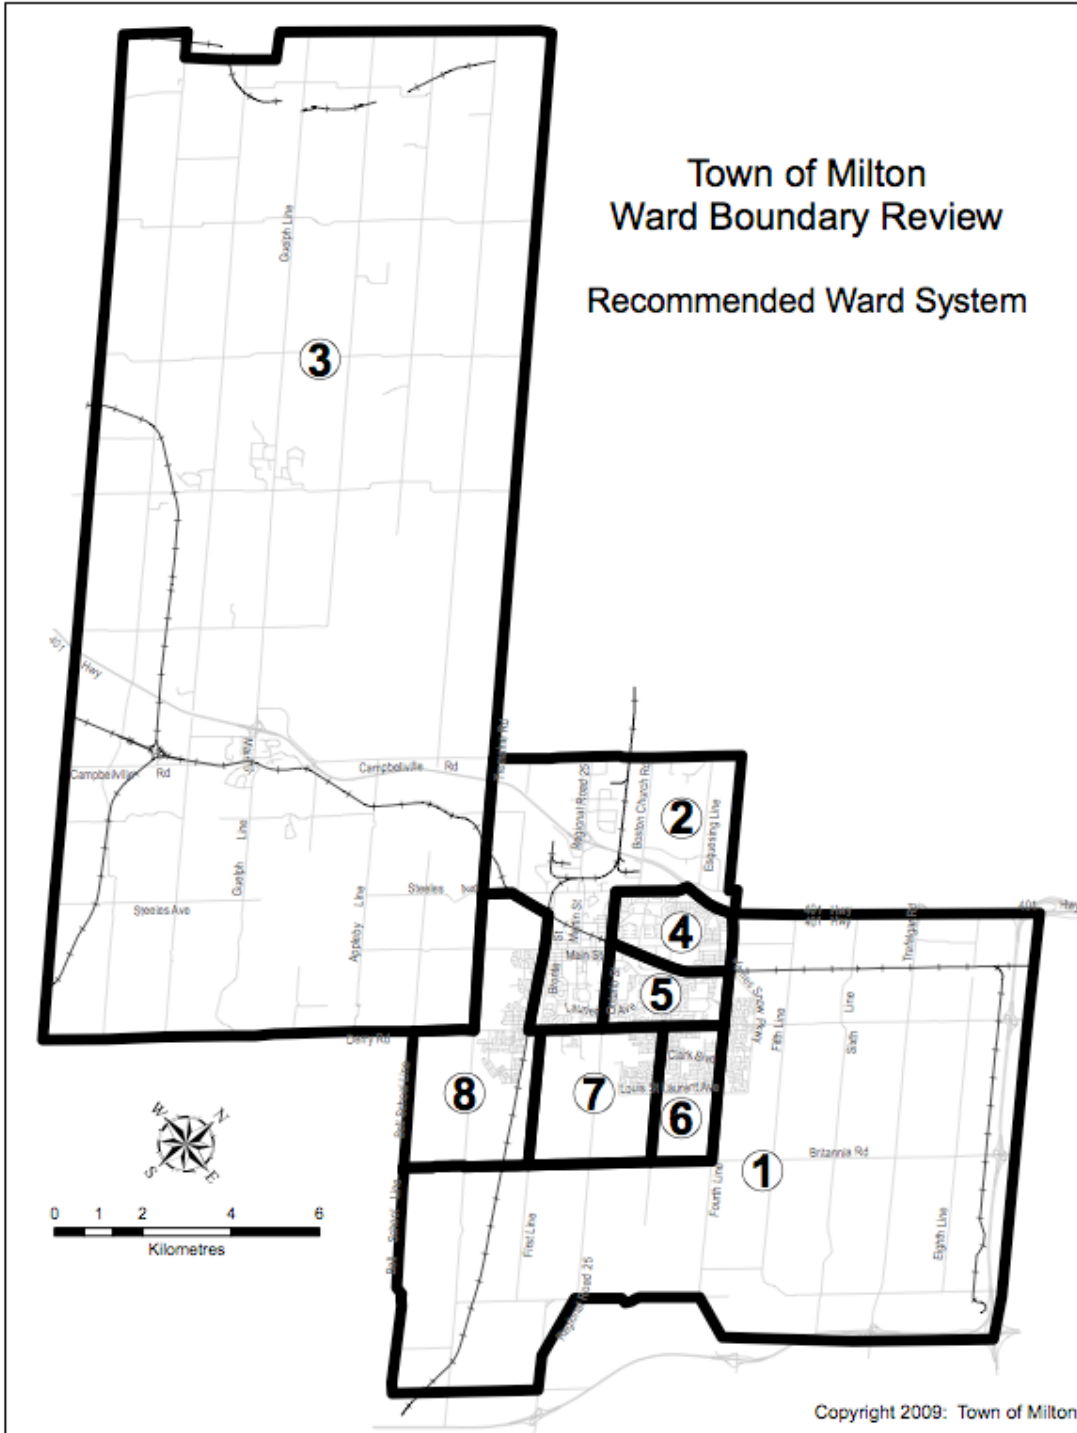 Town of Milton
Ward Boundary Review
Recommended Ward System
Guelph Line
3
401
Hwy
Campbellville Rd
Campbellville Rd
Regional Road 25
Boston Church Rd
2
Esquesing Line
Guelph Line
Steeles
Steeles Ave
Appleby Line
Martin St
Main St
Bronte St
4
5
401 Hwy
Trafalgar Rd
Fifth Line
Sixth Line
Derry Rd
Clark Blvd
Louis St Laurent Ave
8
7
6
1
Britannia Rd
Fourth Line
First Line
Bell School Line
Regional Road 25
Eighth Line
W
N
S
E
0 1 2 4 6
Kilometres
Copyright 2009: Town of Milton